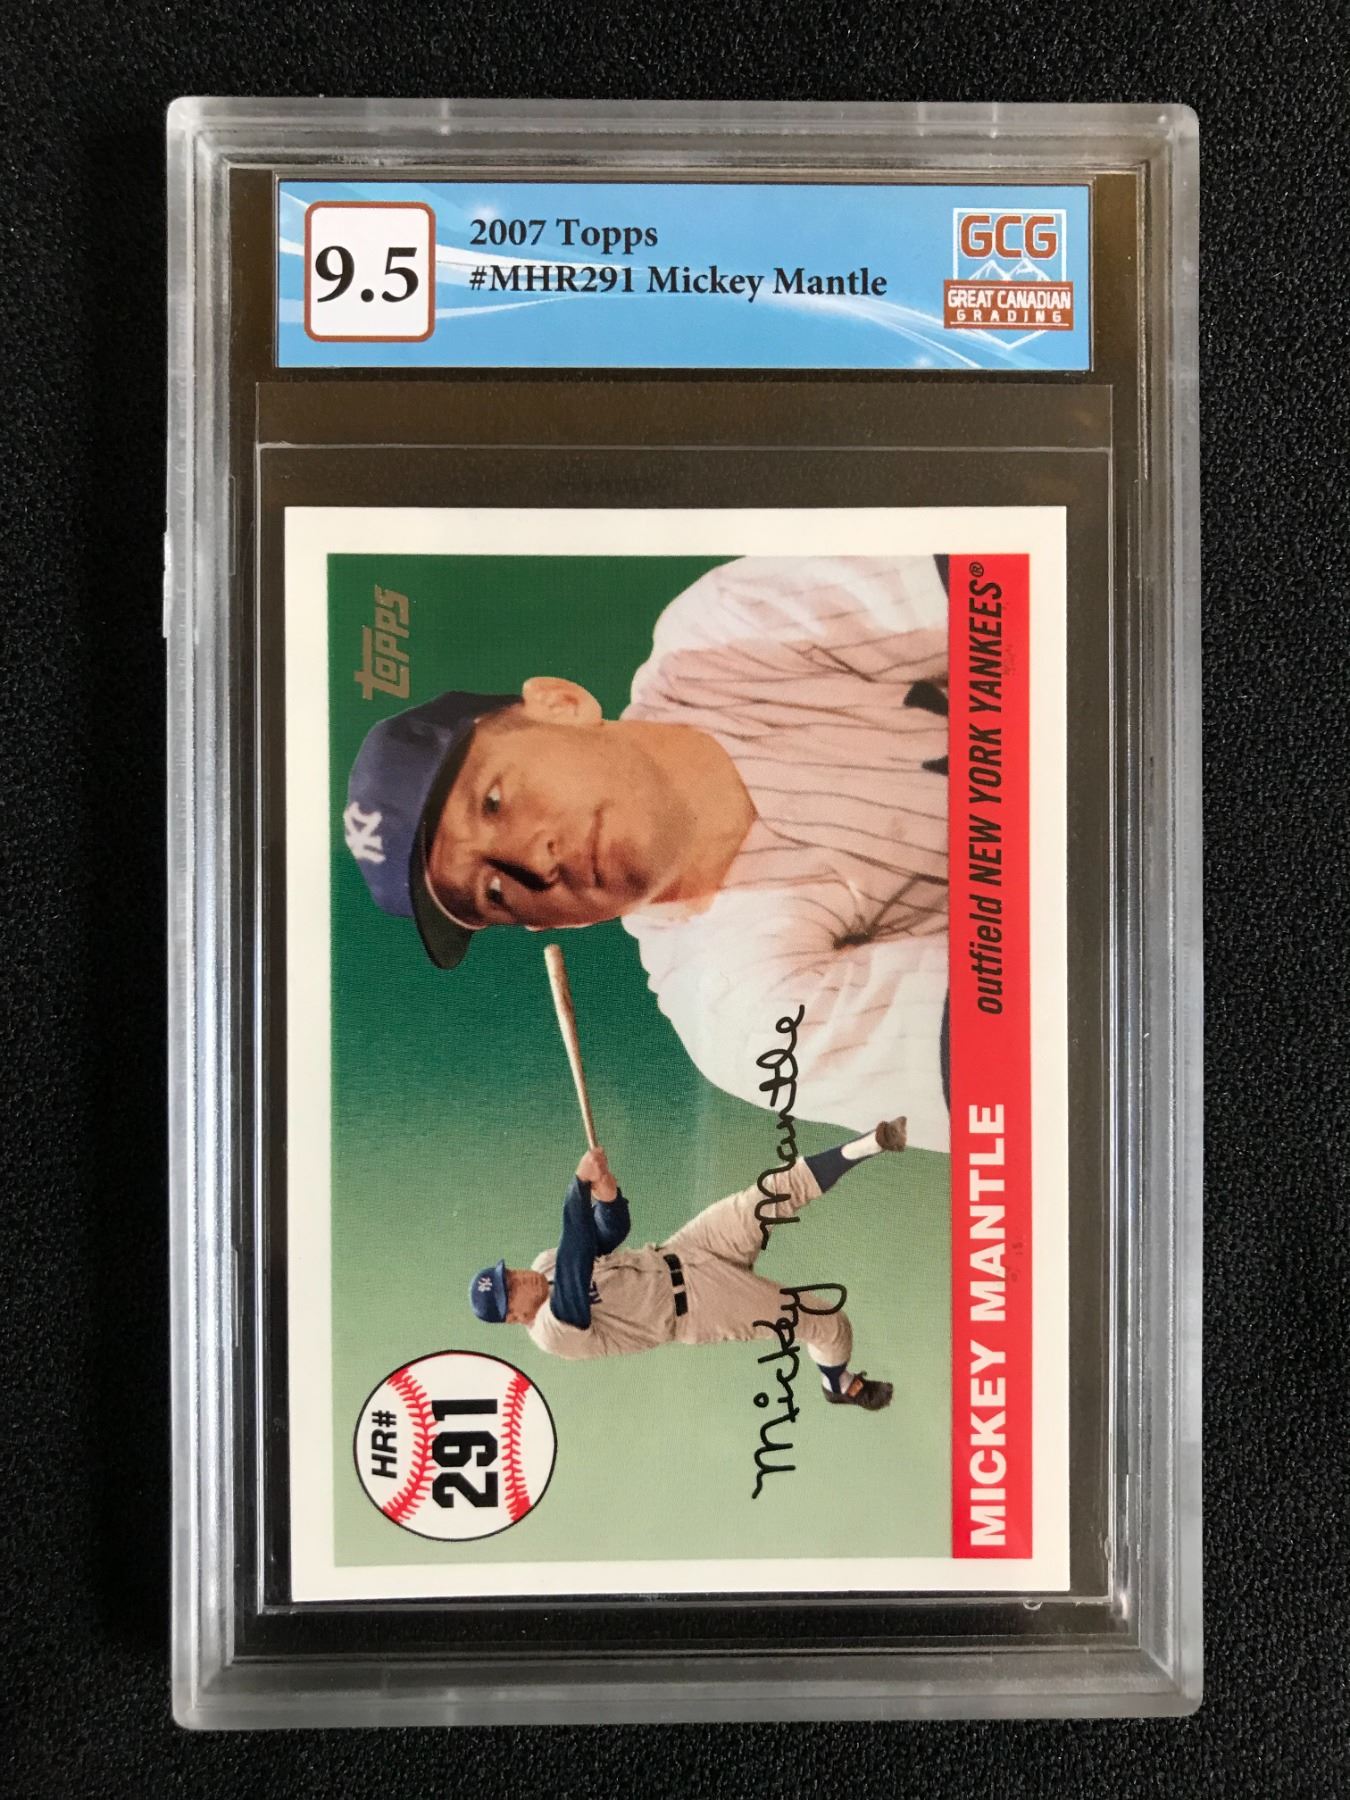 9.5
2007 Topps
#MHR291 Mickey Mantle
GCG
GREAT CANADIAN
GRADING
topps
NY
HR#
291
Mickey Mantle
MICKEY MANTLE
outfield NEW YORK YANKEES®